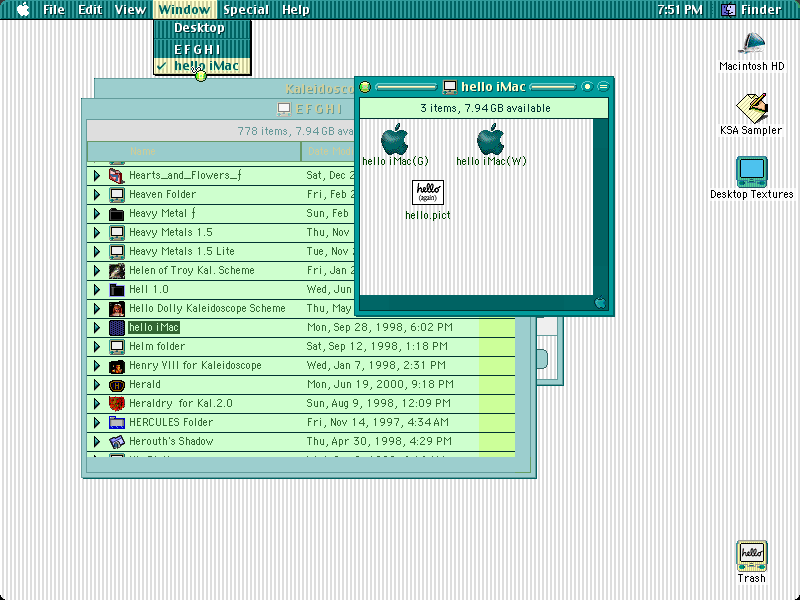 File Edit View Window Special Help 7:51 PM Finder
Desktop
E F G H I
✓ hello iMac
Kaleidosco
E F G H I
778 items, 7.94 GB ava
Name Date Mo
Hearts_and_Flowers_ƒ Sat, Dec 2
Heaven Folder Fri, Feb 2
Heavy Metal ƒ Sun, Feb
Heavy Metals 1.5 Thu, Nov
Heavy Metals 1.5 Lite Tue, Nov
Helen of Troy Kal. Scheme Fri, Jan 2
Hell 1.0 Wed, Jun
Hello Dolly Kaleidoscope Scheme Thu, May
hello iMac Mon, Sep 28, 1998, 6:02 PM
Helm folder Sat, Sep 12, 1998, 1:18 PM
Henry VIII for Kaleidoscope Wed, Jan 7, 1998, 2:31 PM
Herald Mon, Jun 19, 2000, 9:18 PM
Heraldry for Kal.2.0 Sun, Aug 9, 1998, 12:09 PM
HERCULES Folder Fri, Nov 14, 1997, 4:34 AM
Herouth's Shadow Thu, Apr 30, 1998, 4:29 PM
hello iMac
3 items, 7.94 GB available
hello iMac(G) hello iMac(W)
hello
(again)
hello.pict
Macintosh HD
KSA Sampler
Desktop Textures
hello
Trash